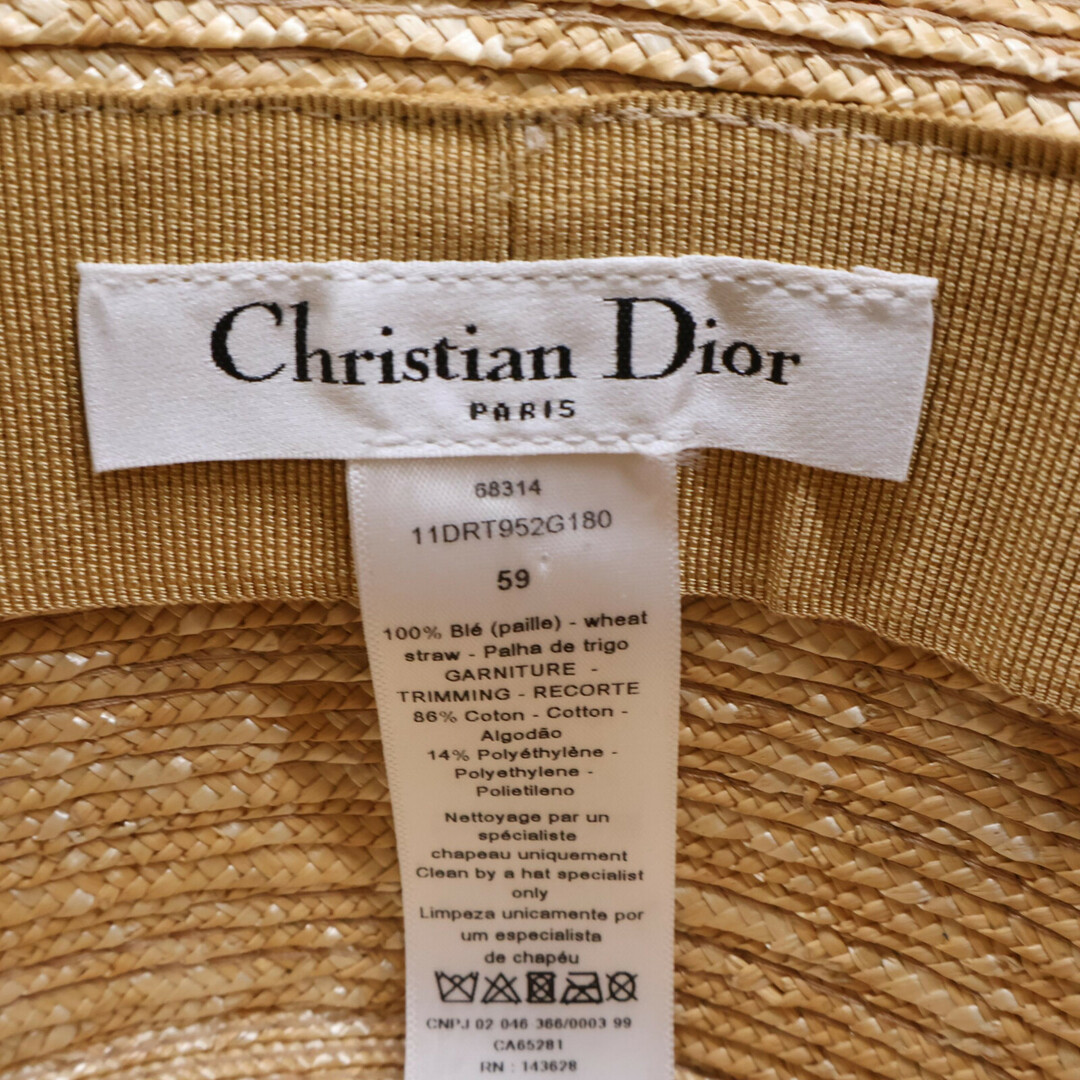 Christian Dior
PARIS
68314
11DRT952G180
59
100% Blé (paille) - wheat
straw - Palha de trigo
GARNITURE -
TRIMMING - RECORTE
86% Coton - Cotton -
Algodão
14% Polyéthylène -
Polyethylene -
Polietileno
Nettoyage par un
spécialiste
chapeau uniquement
Clean by a hat specialist
only
Limpeza unicamente por
um especialista
de chapéu
CNPJ 02 046 366/0003 99
CA65281
RN : 143628